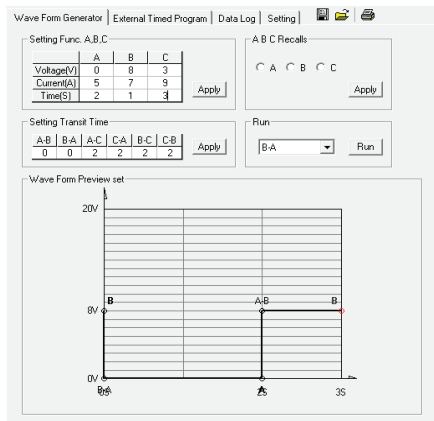 Wave Form Generator External Timed Program Data Log Setting
Setting Func. A,B,C
A B C
Voltage(V) 0 8 3
Current(A) 5 7 9
Time(S) 2 1 3
Apply
A B C Recalls
A B C
Apply
Setting Transit Time
A-B B-A A-C C-A B-C C-B
0 0 2 2 2 2
Apply
Run
B-A
Run
Wave Form Preview set
20V
B A-B B
8V
0V
B-A A
0S 2S 3S